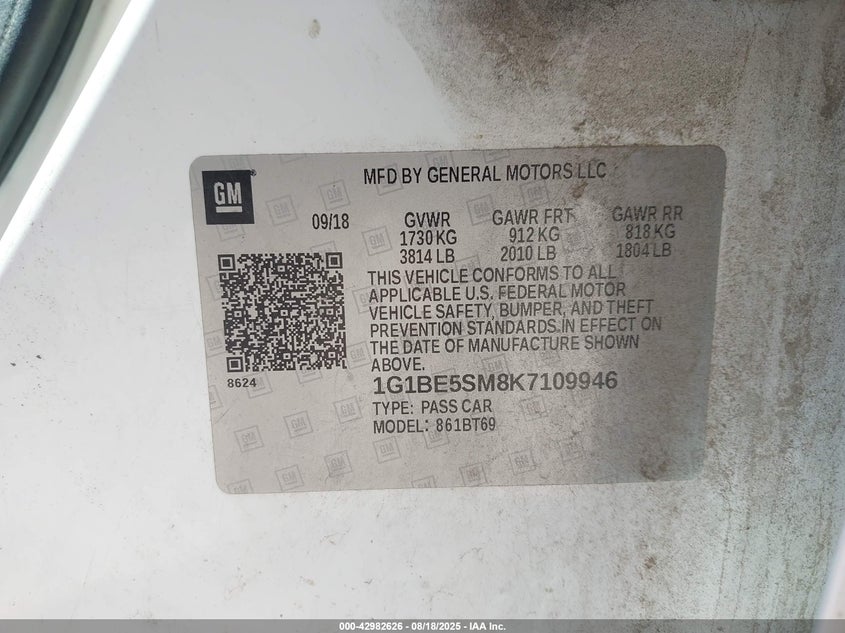 GM
MFD BY GENERAL MOTORS LLC
09/18
GVWR GAWR FRT GAWR RR
1730 KG 912 KG 818 KG
3814 LB 2010 LB 1804 LB
THIS VEHICLE CONFORMS TO ALL
APPLICABLE U.S. FEDERAL MOTOR
VEHICLE SAFETY, BUMPER, AND THEFT
PREVENTION STANDARDS IN EFFECT ON
THE DATE OF MANUFACTURE SHOWN
ABOVE.
8624
1G1BE5SM8K7109946
TYPE: PASS CAR
MODEL: 861BT69
000-42982626 - 08/18/2025 - IAA Inc.